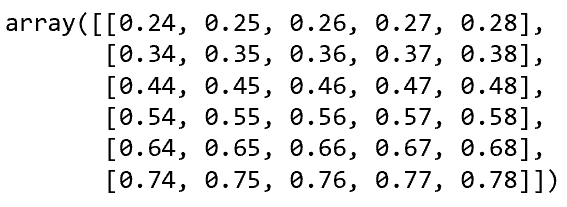 array([[0.24, 0.25, 0.26, 0.27, 0.28],
[0.34, 0.35, 0.36, 0.37, 0.38],
[0.44, 0.45, 0.46, 0.47, 0.48],
[0.54, 0.55, 0.56, 0.57, 0.58],
[0.64, 0.65, 0.66, 0.67, 0.68],
[0.74, 0.75, 0.76, 0.77, 0.78]])